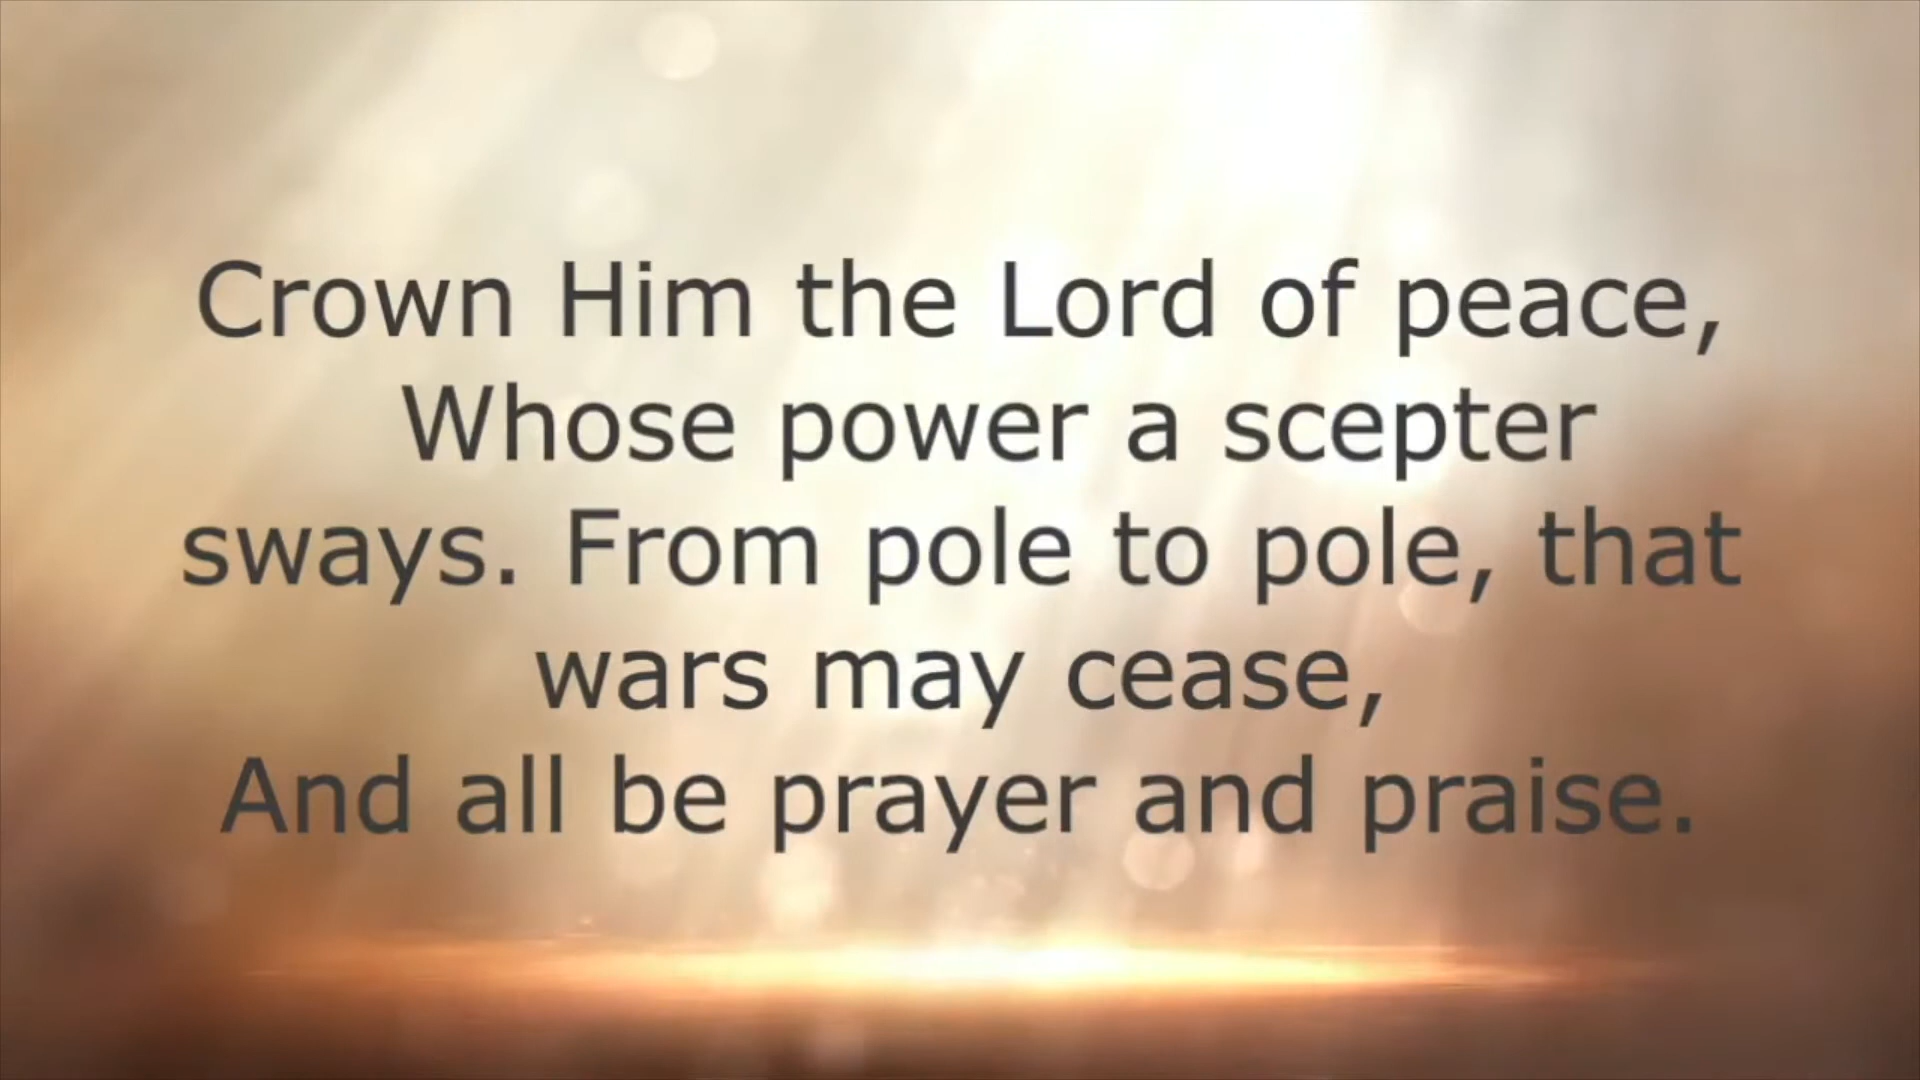 Crown Him the Lord of peace,
Whose power a scepter
sways. From pole to pole, that
wars may cease,
And all be prayer and praise.